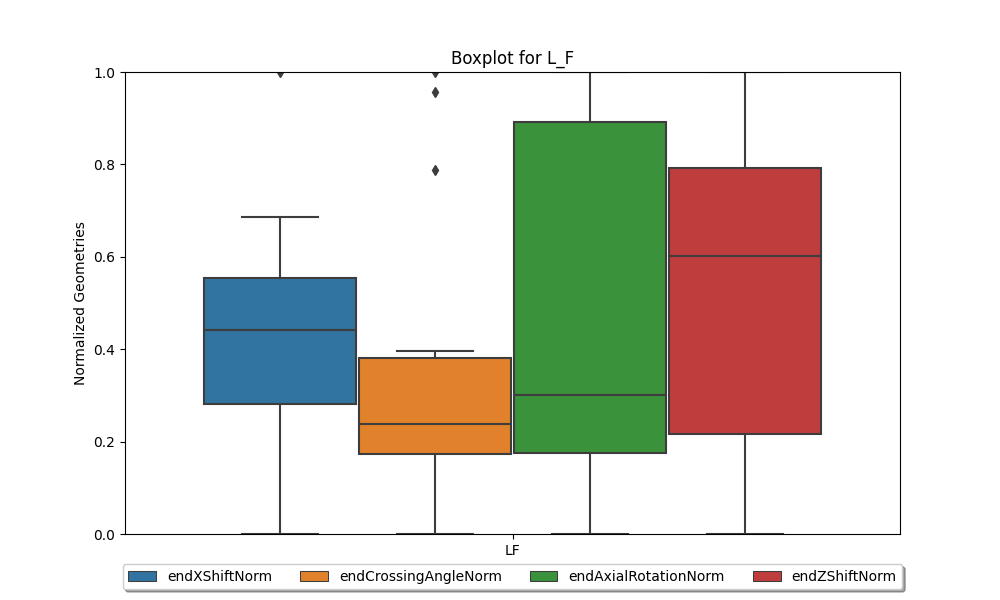 Boxplot for L_F
1.0
0.8
0.6
0.4
0.2
0.0
Normalized Geometries
LF
endXShiftNorm endCrossingAngleNorm endAxialRotationNorm endZShiftNorm